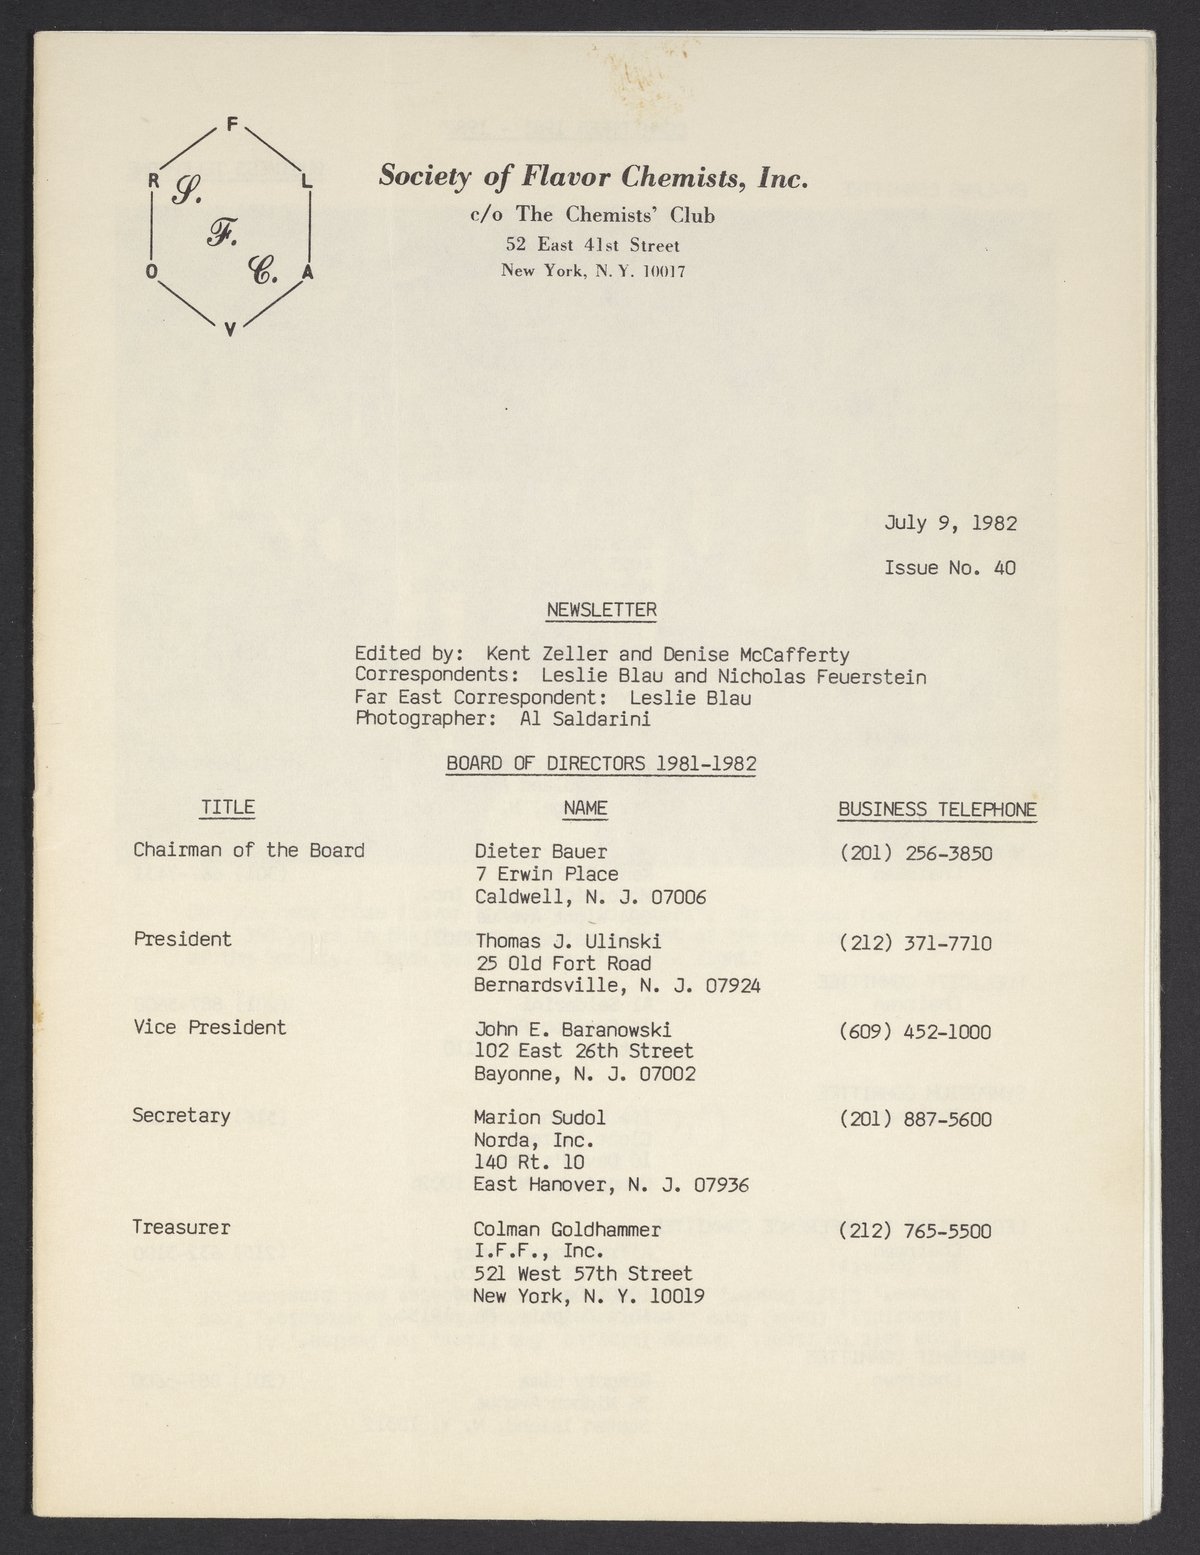 F
R L
S.
F.
C.
O A
V
Society of Flavor Chemists, Inc.
c/o The Chemists' Club
52 East 41st Street
New York, N. Y. 10017
July 9, 1982
Issue No. 40
NEWSLETTER
Edited by: Kent Zeller and Denise McCafferty
Correspondents: Leslie Blau and Nicholas Feuerstein
Far East Correspondent: Leslie Blau
Photographer: Al Saldarini
BOARD OF DIRECTORS 1981-1982
TITLE NAME BUSINESS TELEPHONE
Chairman of the Board Dieter Bauer (201) 256-3850
7 Erwin Place
Caldwell, N. J. 07006
President Thomas J. Ulinski (212) 371-7710
25 Old Fort Road
Bernardsville, N. J. 07924
Vice President John E. Baranowski (609) 452-1000
102 East 26th Street
Bayonne, N. J. 07002
Secretary Marion Sudol (201) 887-5600
Norda, Inc.
140 Rt. 10
East Hanover, N. J. 07936
Treasurer Colman Goldhammer (212) 765-5500
I.F.F., Inc.
521 West 57th Street
New York, N. Y. 10019